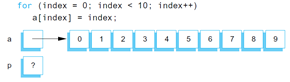 for (index = 0; index < 10; index++)
a[index] = index;
a 0 1 2 3 4 5 6 7 8 9
p ?